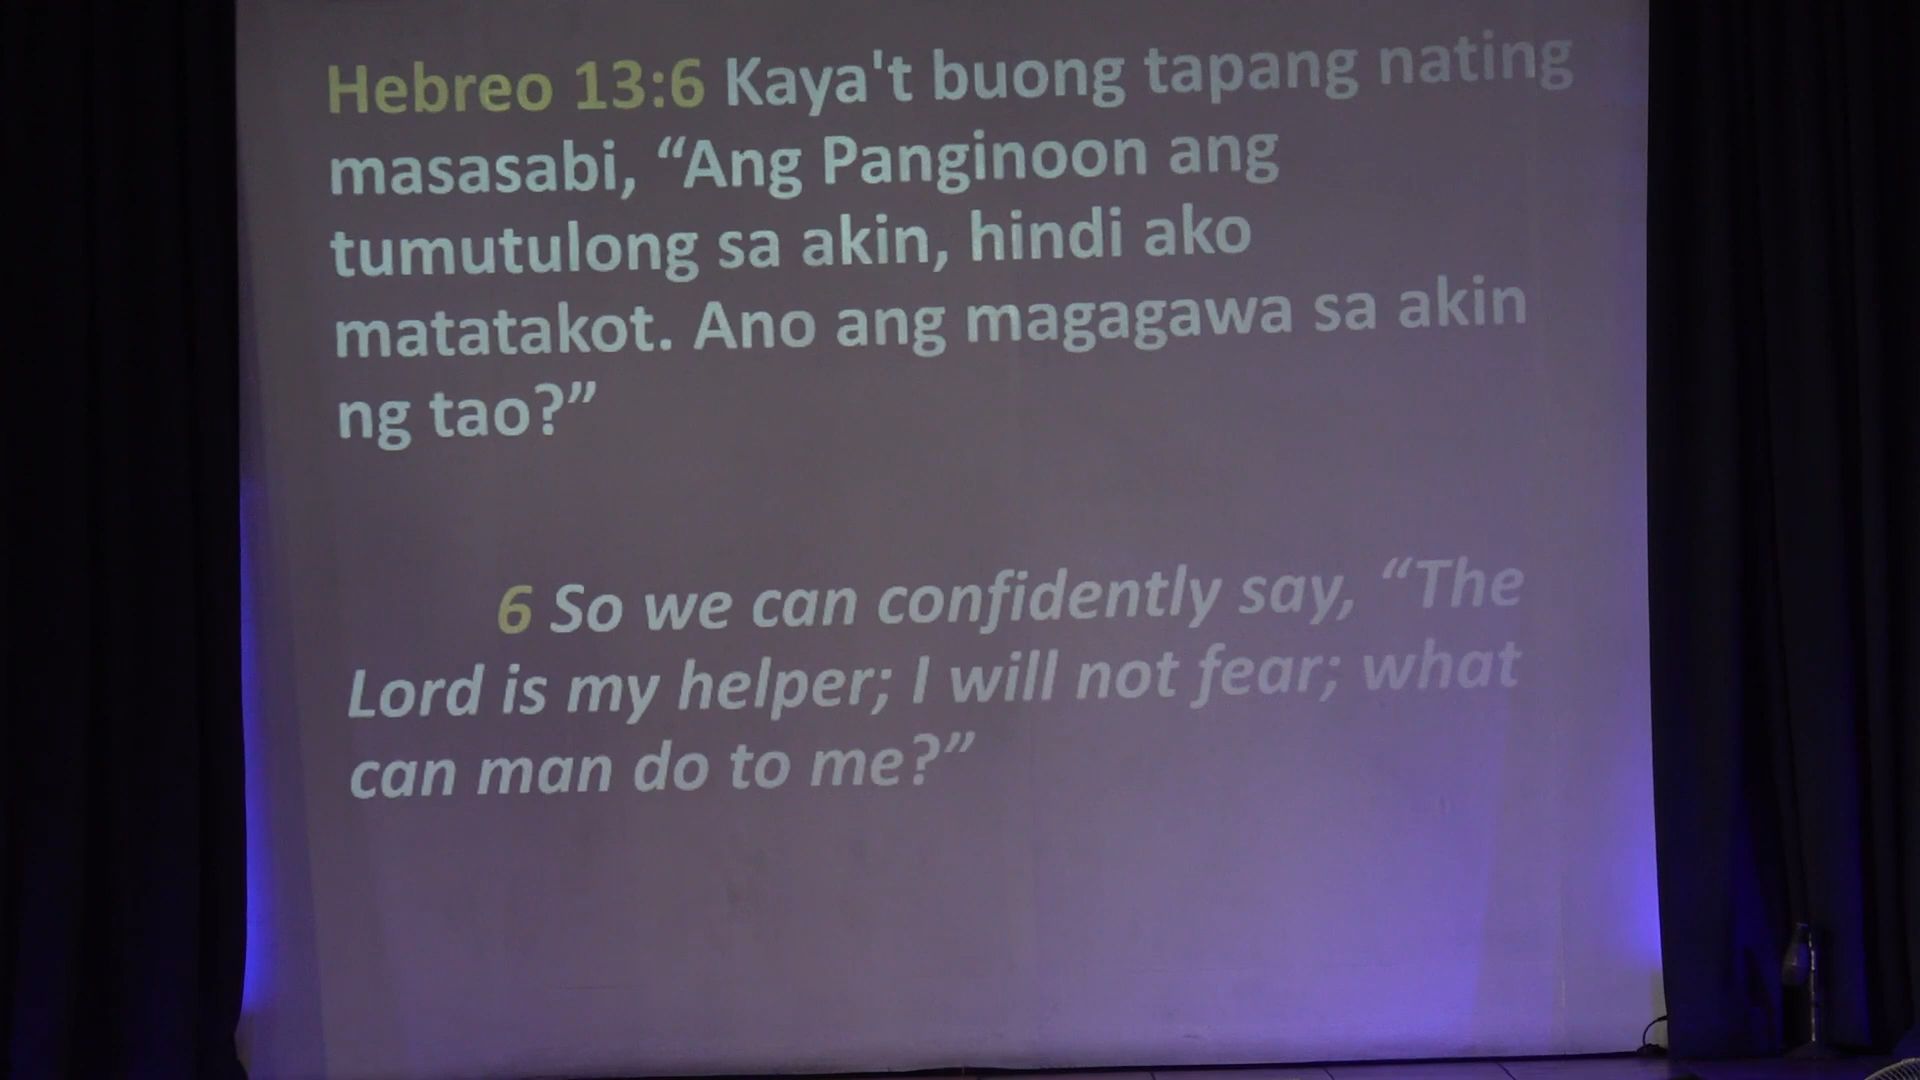 Hebreo 13:6 Kaya't buong tapang nating
masasabi, “Ang Panginoon ang
tumutulong sa akin, hindi ako
matatakot. Ano ang magagawa sa akin
ng tao?”
6 So we can confidently say, “The
Lord is my helper; I will not fear; what
can man do to me?”